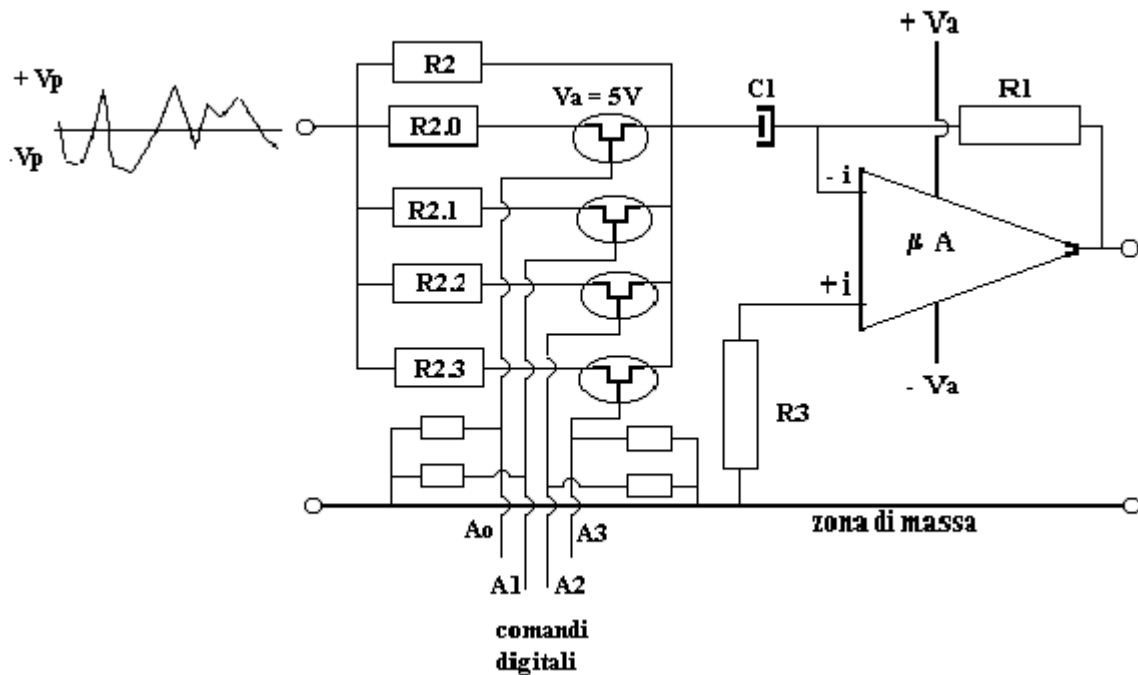 + Va
R2
+ Vp
C1
R1
Va = 5V
R2.0
-Vp
- i
R2.1
μ A
R2.2
+i
R2.3
- Va
R3
zona di massa
Ao
A3
A1
A2
comandi
digitali